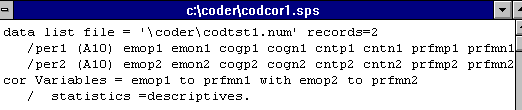 c:\coder\codcor1.sps
data list file = '\coder\codtst1.num' records=2
/per1 (A10) emop1 emon1 cogp1 cogn1 cntp1 cntn1 prfmp1 prfmn1
/per2 (A10) emop2 emon2 cogp2 cogn2 cntp2 cntn2 prfmp2 prfmn2
cor Variables = emop1 to prfmn1 with emop2 to prfmn2
/ statistics =descriptives.